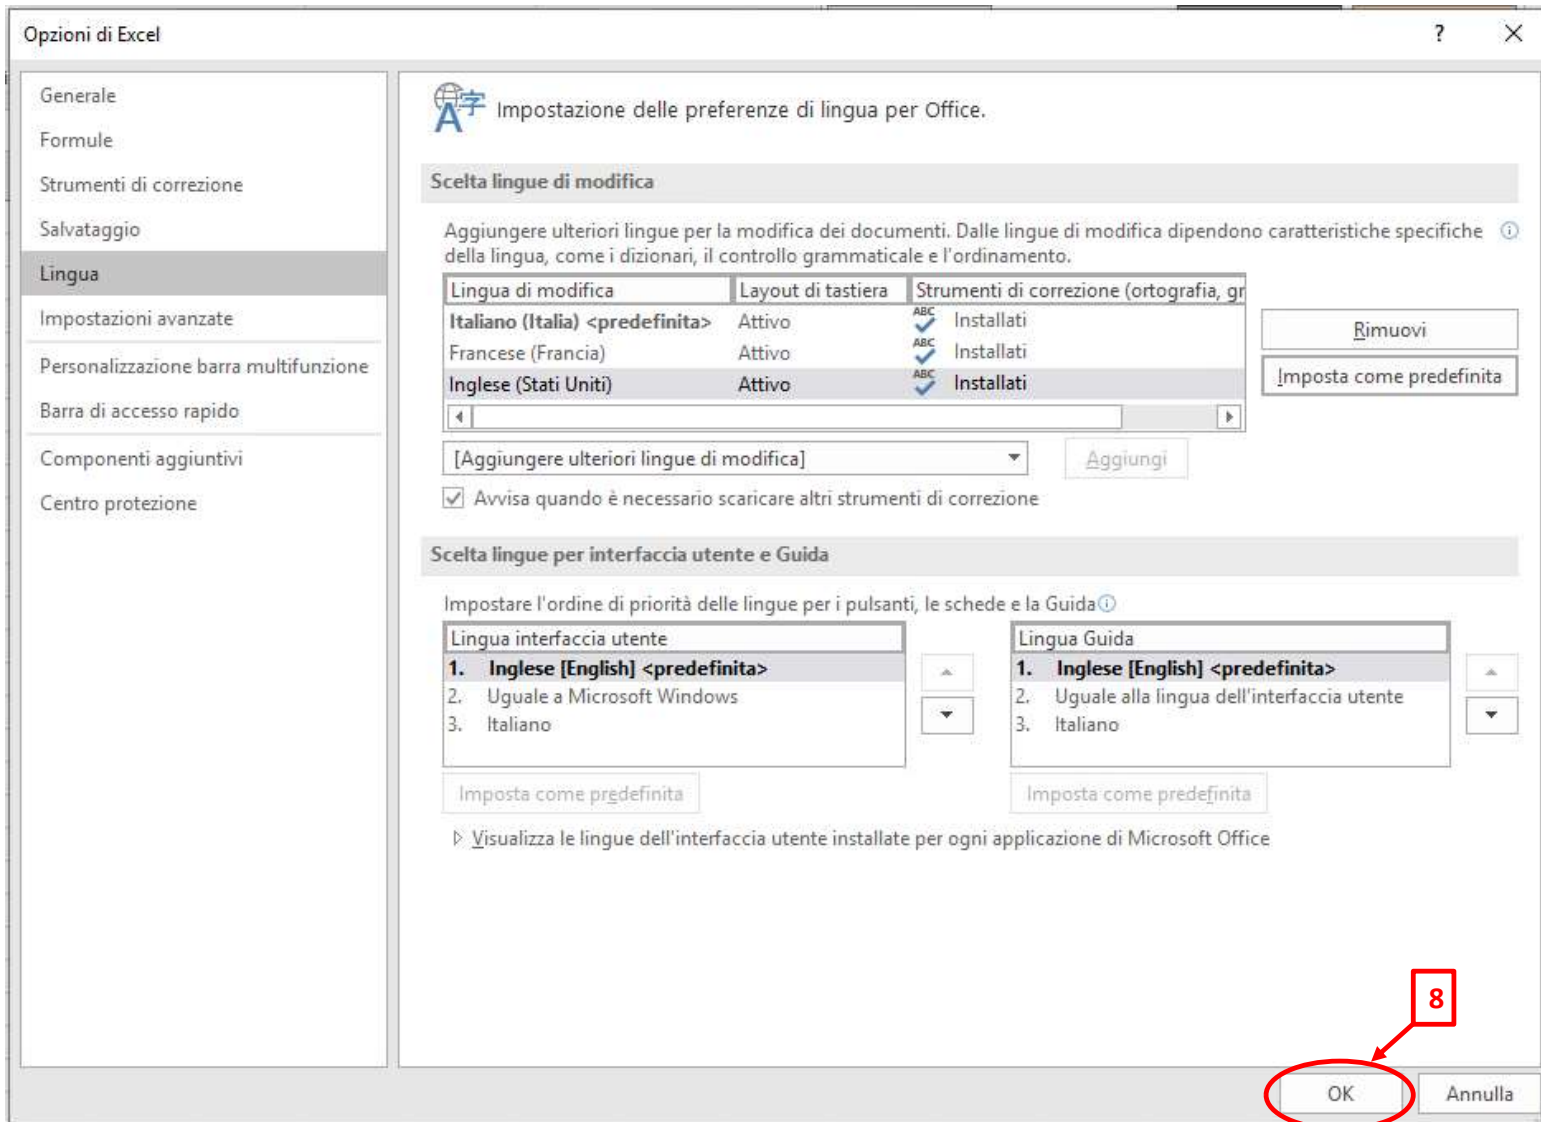 Opzioni di Excel
?
Generale
Formule
Strumenti di correzione
Salvataggio
Lingua
Impostazioni avanzate
Personalizzazione barra multifunzione
Barra di accesso rapido
Componenti aggiuntivi
Centro protezione
Impostazione delle preferenze di lingua per Office.
Scelta lingue di modifica
Aggiungere ulteriori lingue per la modifica dei documenti. Dalle lingue di modifica dipendono caratteristiche specifiche
della lingua, come i dizionari, il controllo grammaticale e l'ordinamento.
Lingua di modifica Layout di tastiera Strumenti di correzione (ortografia, gr
Italiano (Italia) <predefinita> Attivo ABC Installati
Francese (Francia) Attivo ABC Installati
Inglese (Stati Uniti) Attivo ABC Installati
Rimuovi
Imposta come predefinita
[Aggiungere ulteriori lingue di modifica] Aggiungi
Avvisa quando è necessario scaricare altri strumenti di correzione
Scelta lingue per interfaccia utente e Guida
Impostare l'ordine di priorità delle lingue per i pulsanti, le schede e la Guida
Lingua interfaccia utente
1. Inglese [English] <predefinita>
2. Uguale a Microsoft Windows
3. Italiano
Imposta come predefinita
Lingua Guida
1. Inglese [English] <predefinita>
2. Uguale alla lingua dell'interfaccia utente
3. Italiano
Imposta come predefinita
Visualizza le lingue dell'interfaccia utente installate per ogni applicazione di Microsoft Office
8
OK Annulla